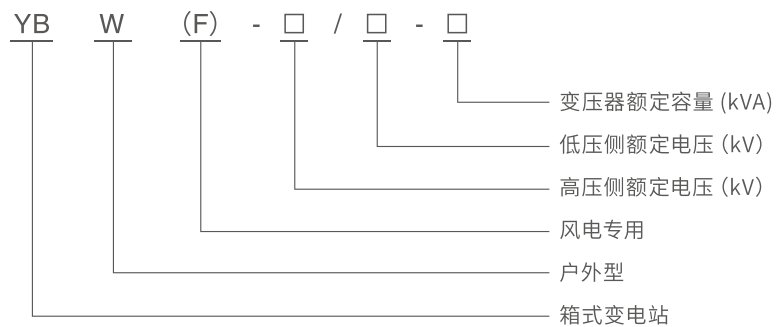 YB W (F) - □ / □ - □
变压器额定容量 (kVA)
低压侧额定电压（kV）
高压侧额定电压（kV）
风电专用
户外型
箱式变电站